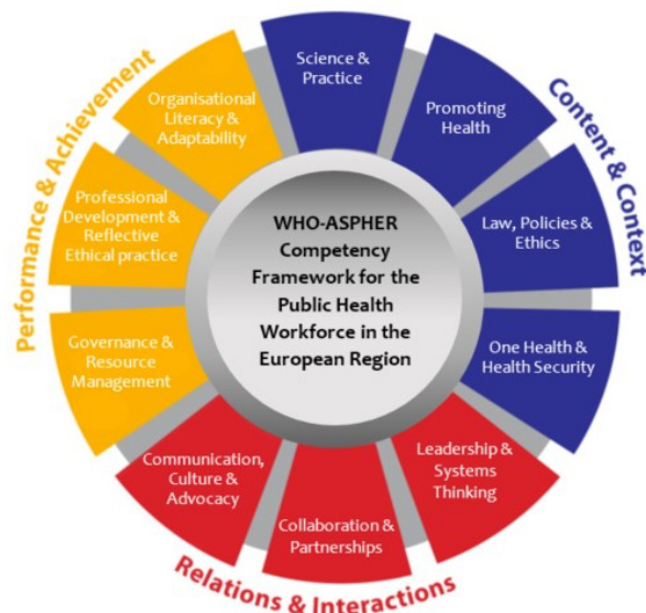 WHO-ASPHER
Competency
Framework for the
Public Health
Workforce in the
European Region
Content & Context
Science &
Practice
Promoting
Health
Law, Policies &
Ethics
One Health &
Health Security
Relations & Interactions
Leadership &
Systems
Thinking
Collaboration &
Partnerships
Communication,
Culture &
Advocacy
Performance & Achievement
Governance &
Resource
Management
Professional
Development &
Reflective
Ethical practice
Organisational
Literacy &
Adaptability